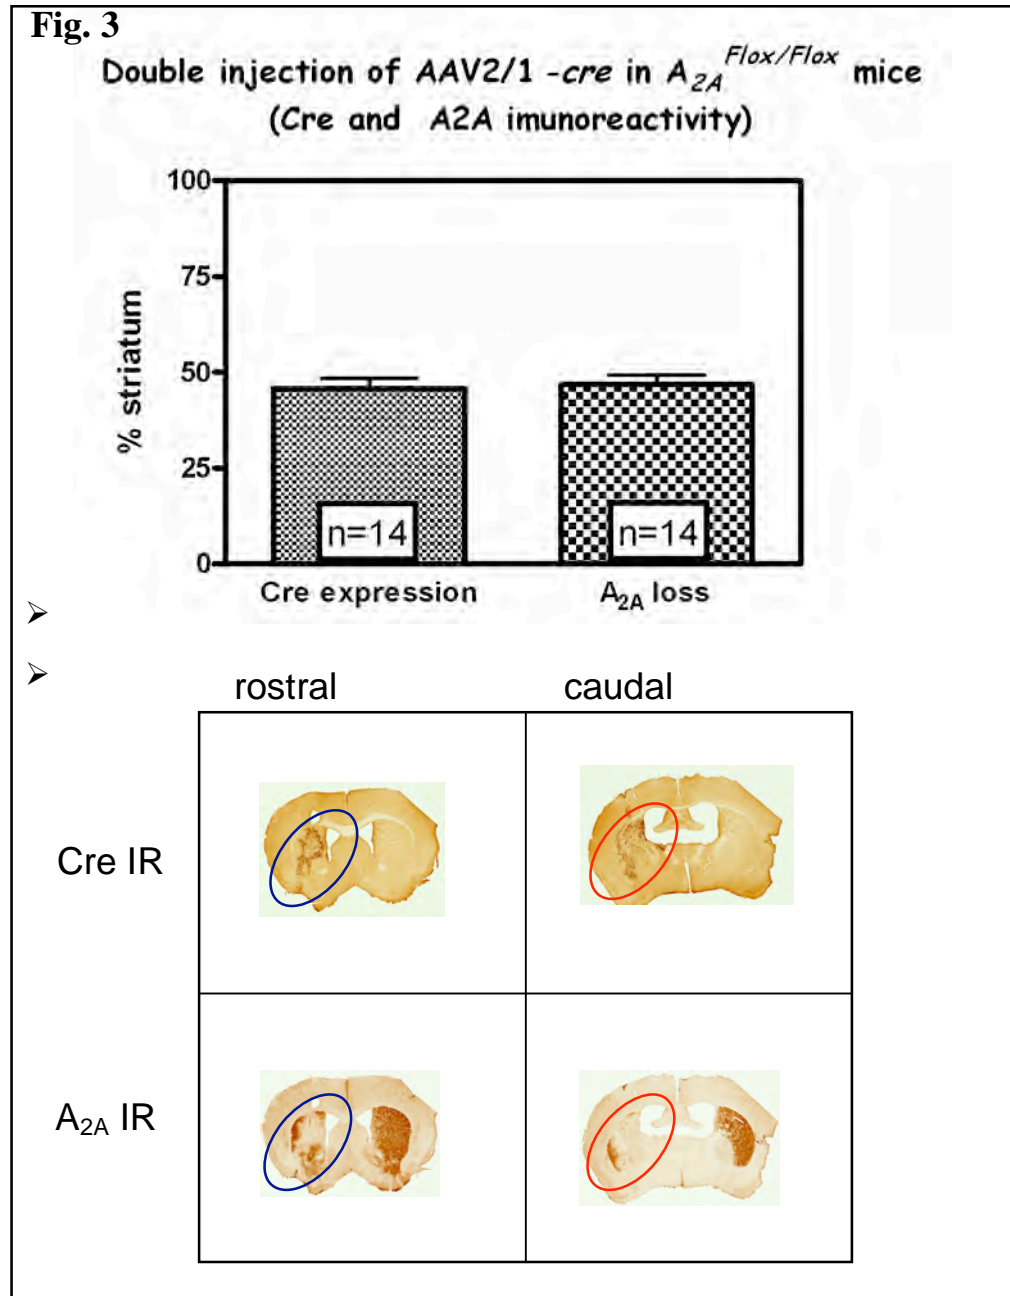 Fig. 3
Double injection of AAV2/1 -cre in A2A Flox/Flox mice
(Cre and A2A imunoreactivity)
100
75
50
25
0
% striatum
n=14
n=14
Cre expression
A2A loss
➢
➢
rostral
caudal
Cre IR
A2A IR